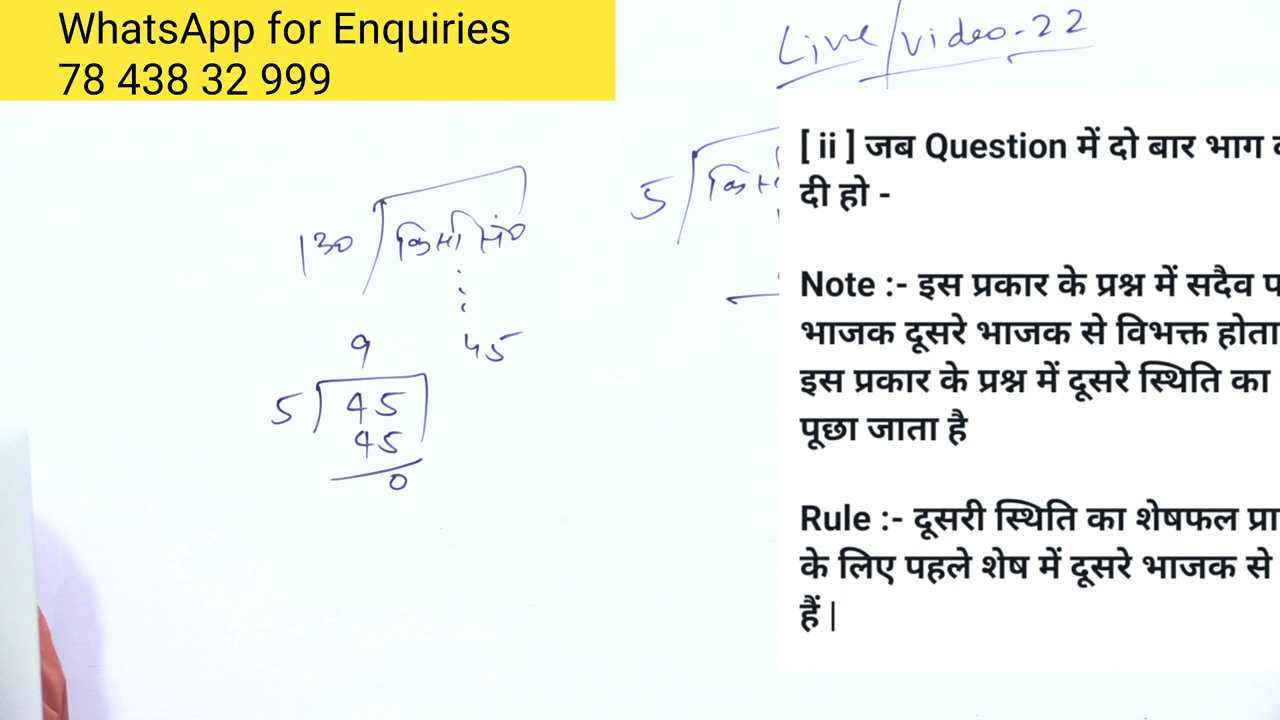 WhatsApp for Enquiries
78 438 32 999
Live/video-22
[ ii ] जब Question में दो बार भाग
दी हो -
Note :- इस प्रकार के प्रश्न में सदैव
भाजक दूसरे भाजक से विभक्त होता
इस प्रकार के प्रश्न में दूसरे स्थिति का
पूछा जाता है
Rule :- दूसरी स्थिति का शेषफल
के लिए पहले शेष में दूसरे भाजक से
हैं |
130 किसी सं०
45
9
5 45
45
0
5